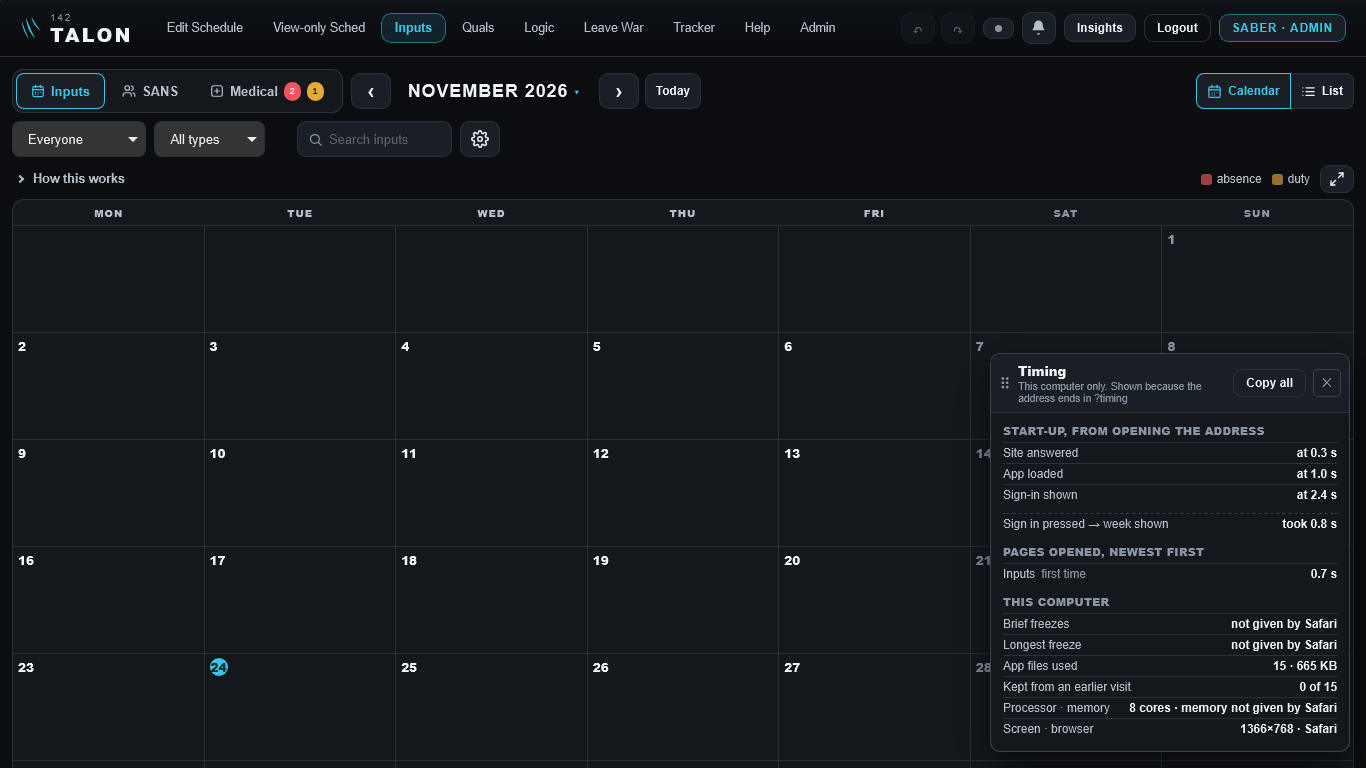 142
TALON
Edit Schedule
View-only Sched
Inputs
Quals
Logic
Leave War
Tracker
Help
Admin
Insights
Logout
SABER · ADMIN
Inputs
SANS
Medical 2 1
‹
NOVEMBER 2026
›
Today
Calendar
List
Everyone
All types
Search inputs
How this works
absence
duty
MON TUE WED THU FRI SAT SUN
1
2 3 4 5 6 7 8
9 10 11 12 13 14
16 17 18 19 20 21
23 24 25 26 27 28
Timing
This computer only. Shown because the
address ends in ?timing
Copy all
START-UP, FROM OPENING THE ADDRESS
Site answered at 0.3 s
App loaded at 1.0 s
Sign-in shown at 2.4 s
Sign in pressed → week shown took 0.8 s
PAGES OPENED, NEWEST FIRST
Inputs first time 0.7 s
THIS COMPUTER
Brief freezes not given by Safari
Longest freeze not given by Safari
App files used 15 · 665 KB
Kept from an earlier visit 0 of 15
Processor · memory 8 cores · memory not given by Safari
Screen · browser 1366×768 · Safari